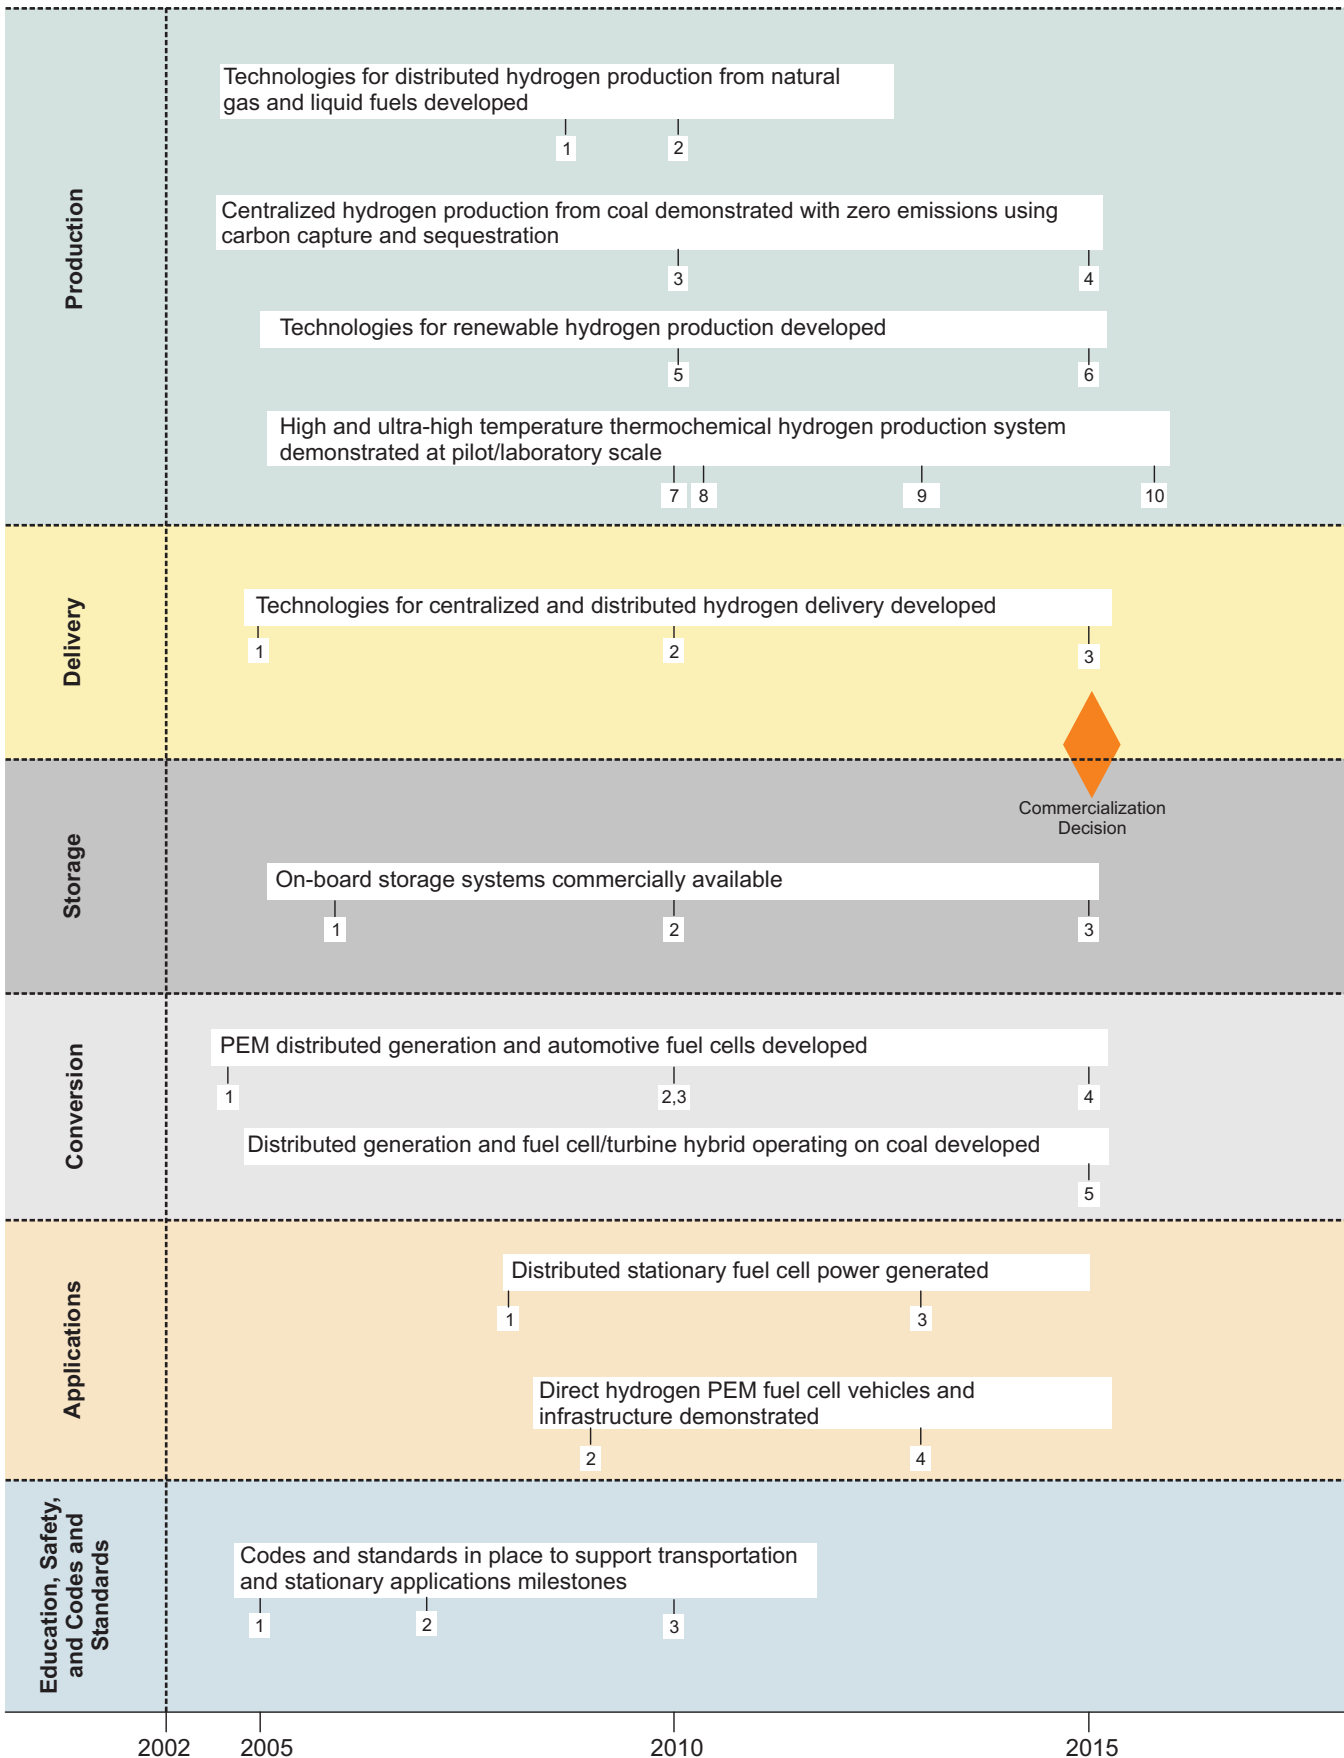 Production
Technologies for distributed hydrogen production from natural
gas and liquid fuels developed
1
2
Centralized hydrogen production from coal demonstrated with zero emissions using
carbon capture and sequestration
3
4
Technologies for renewable hydrogen production developed
5
6
High and ultra-high temperature thermochemical hydrogen production system
demonstrated at pilot/laboratory scale
7
8
9
10
Delivery
Technologies for centralized and distributed hydrogen delivery developed
1
2
3
Commercialization
Decision
Storage
On-board storage systems commercially available
1
2
3
Conversion
PEM distributed generation and automotive fuel cells developed
1
2,3
4
Distributed generation and fuel cell/turbine hybrid operating on coal developed
5
Applications
Distributed stationary fuel cell power generated
1
3
Direct hydrogen PEM fuel cell vehicles and
infrastructure demonstrated
2
4
Education, Safety,
and Codes and
Standards
Codes and standards in place to support transportation
and stationary applications milestones
1
2
3
2002
2005
2010
2015